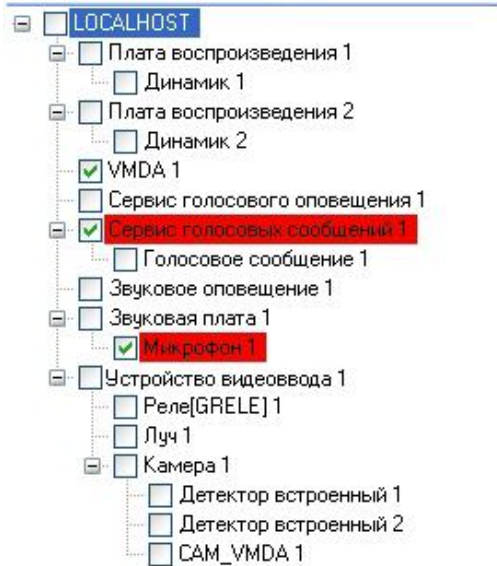 LOCALHOST
Плата воспроизведения 1
Динамик 1
Плата воспроизведения 2
Динамик 2
VMDA 1
Сервис голосового оповещения 1
Сервис голосовых сообщений 1
Голосовое сообщение 1
Звуковое оповещение 1
Звуковая плата 1
Микрофон 1
Устройство видеоввода 1
Реле[GRELE] 1
Луч 1
Камера 1
Детектор встроенный 1
Детектор встроенный 2
CAM_VMDA 1